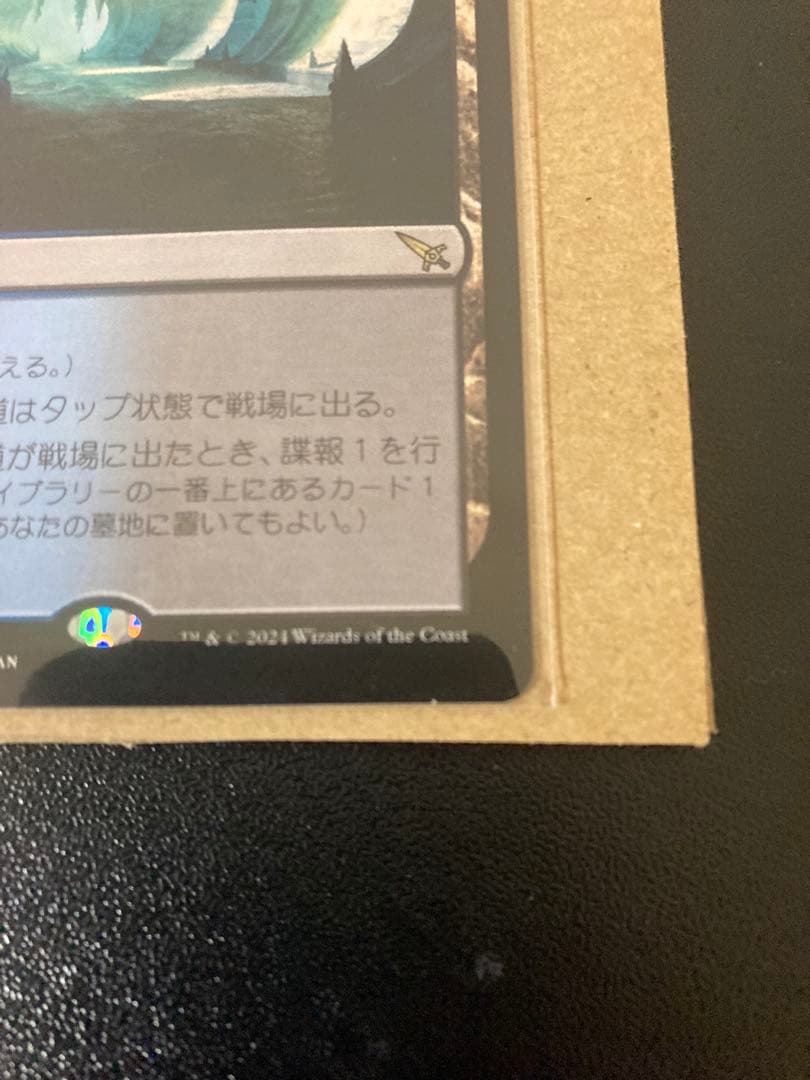 える。)
道はタップ状態で戦場に出る。
が戦場に出たとき、諜報 1 を行
イブラリーの一番上にあるカード 1
あなたの墓地に置いてもよい。)
™ & © 2024 Wizards of the Coast
AN